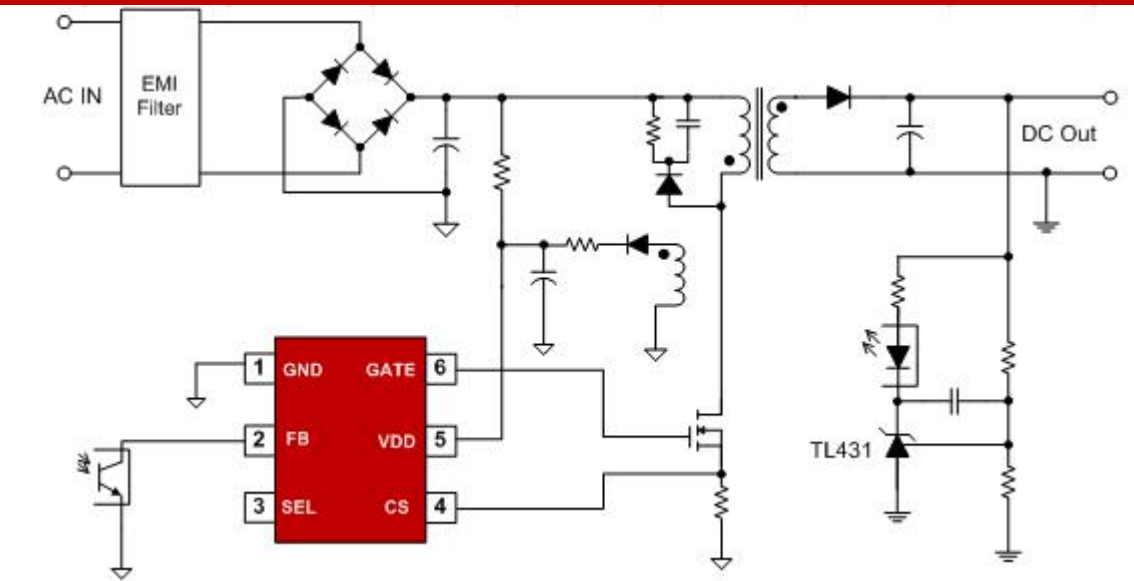 AC IN
EMI
Filter
DC Out
1 GND GATE 6
2 FB VDD 5
3 SEL CS 4
TL431